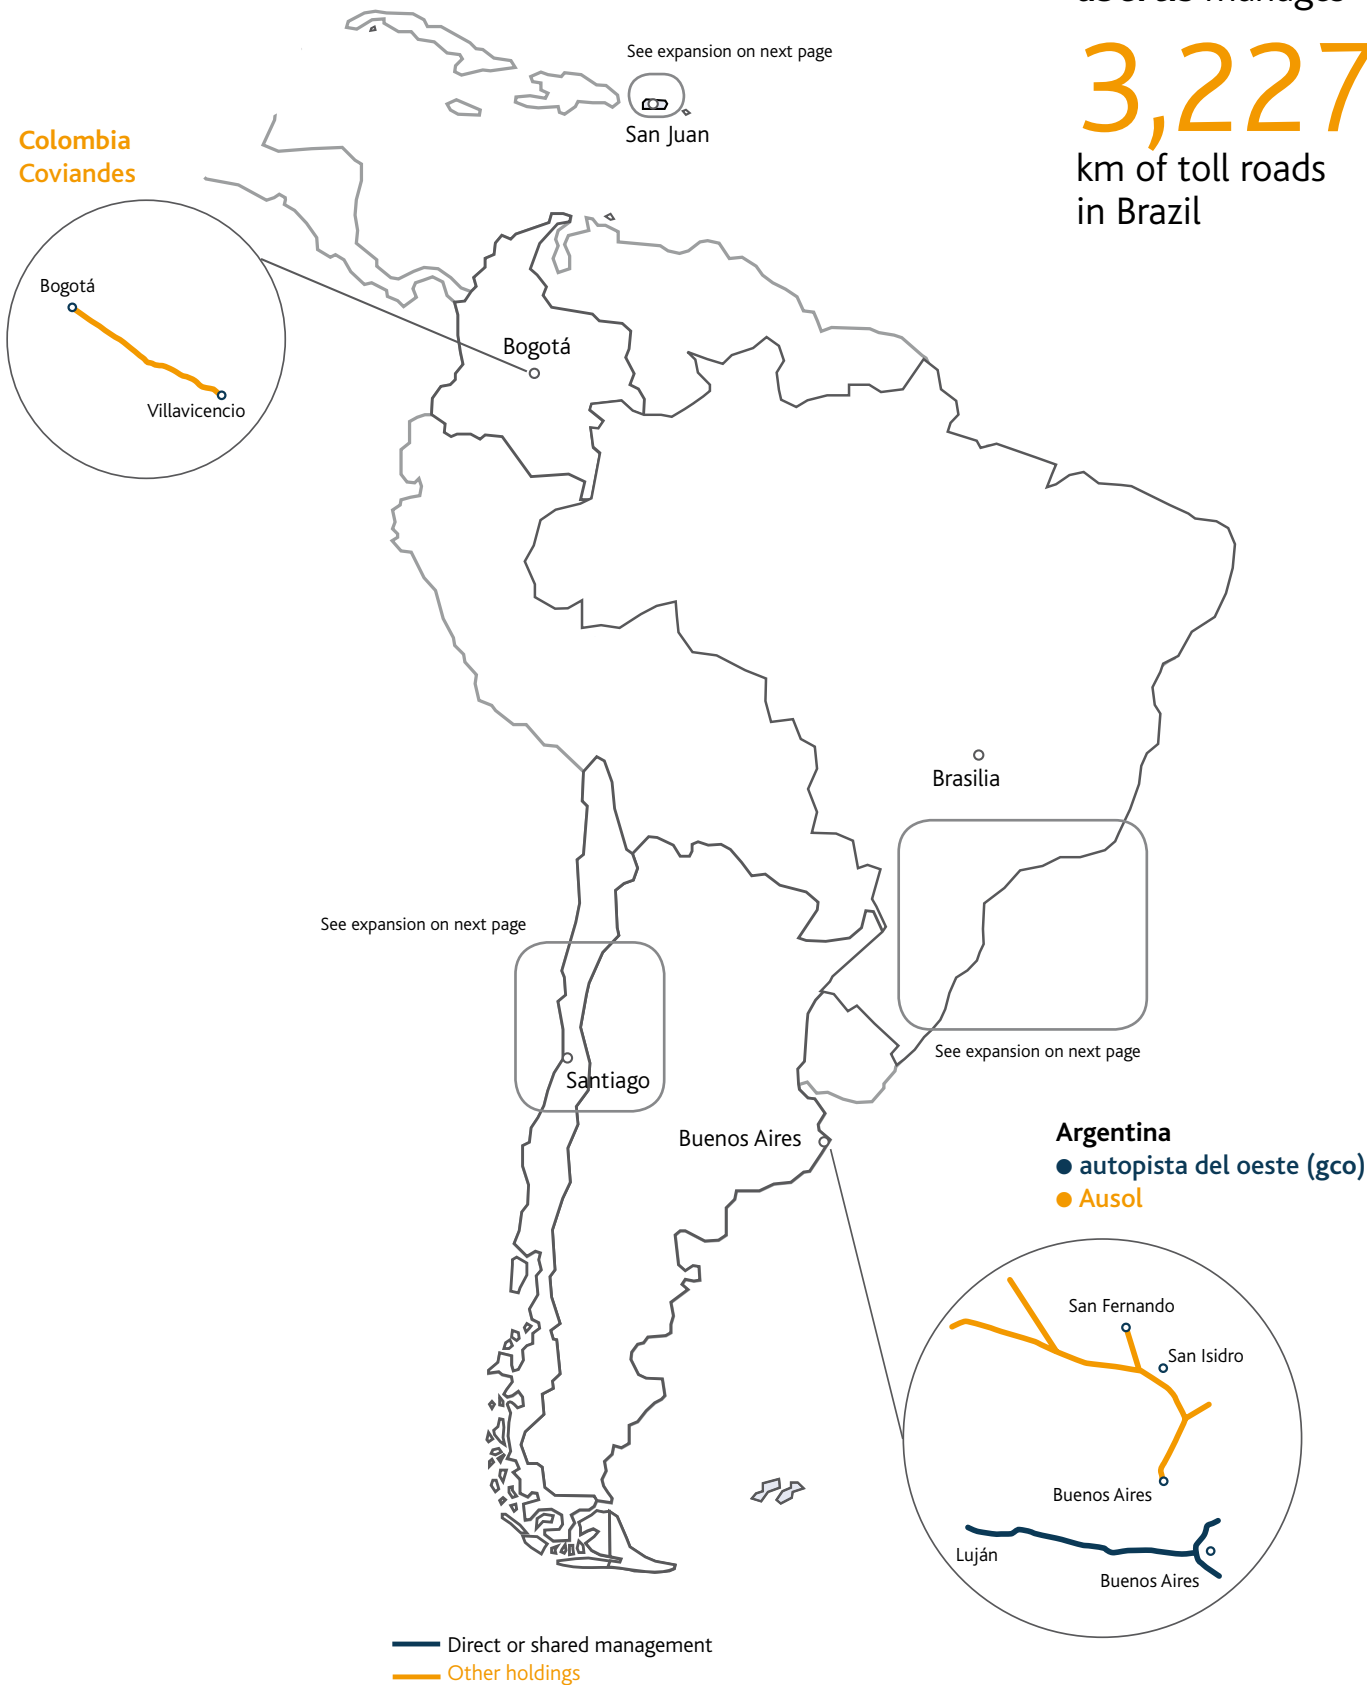 manages
3,227
km of toll roads
in Brazil
See expansion on next page
San Juan
Colombia
Coviandes
Bogotá
Villavicencio
Bogotá
Brasilia
See expansion on next page
Santiago
See expansion on next page
Buenos Aires
Argentina
autopista del oeste (gco)
Ausol
San Fernando
San Isidro
Buenos Aires
Luján
Buenos Aires
Direct or shared management
Other holdings